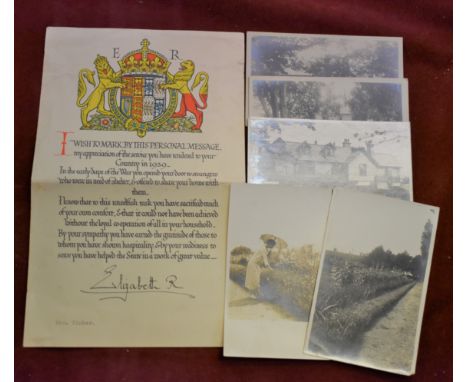 E R
I WISH TO MARK, BY THIS PERSONAL MESSAGE,
my appreciation of the service you have rendered to your
Country in 1939.
In the early days of the War you opened your door to strangers
who were in need of shelter, & offered to share your home with
them.
I know that to this unselfish task you have sacrificed much
of your own comfort, & that it could not have been achieved
without the loyal co-operation of all in your household.
By your sympathy you have earned the gratitude of those to
whom you have shown hospitality, & by your readiness to
serve you have helped the State in a work of great value.
Elizabeth R
Mrs.